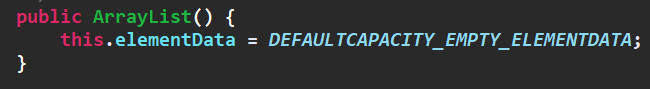 public ArrayList() {
    this.elementData = DEFAULTCAPACITY_EMPTY_ELEMENTDATA;
}